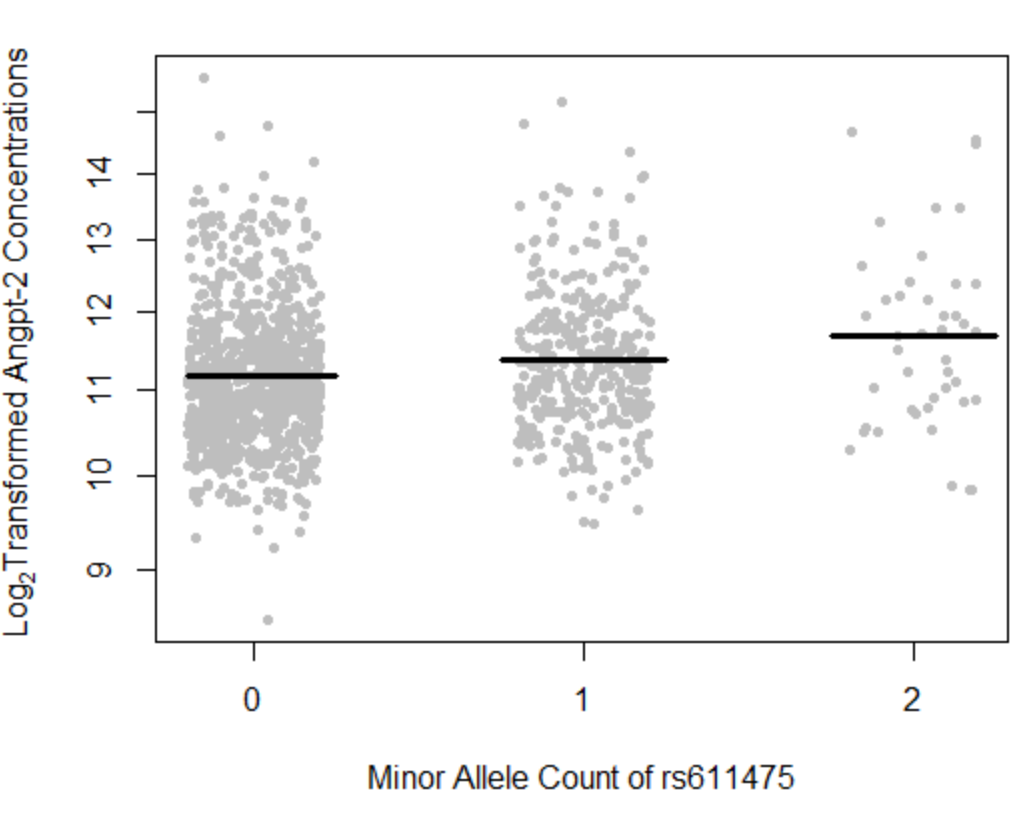 Log₂Transformed Angpt-2 Concentrations
14
13
12
11
10
9
0 1 2
Minor Allele Count of rs611475